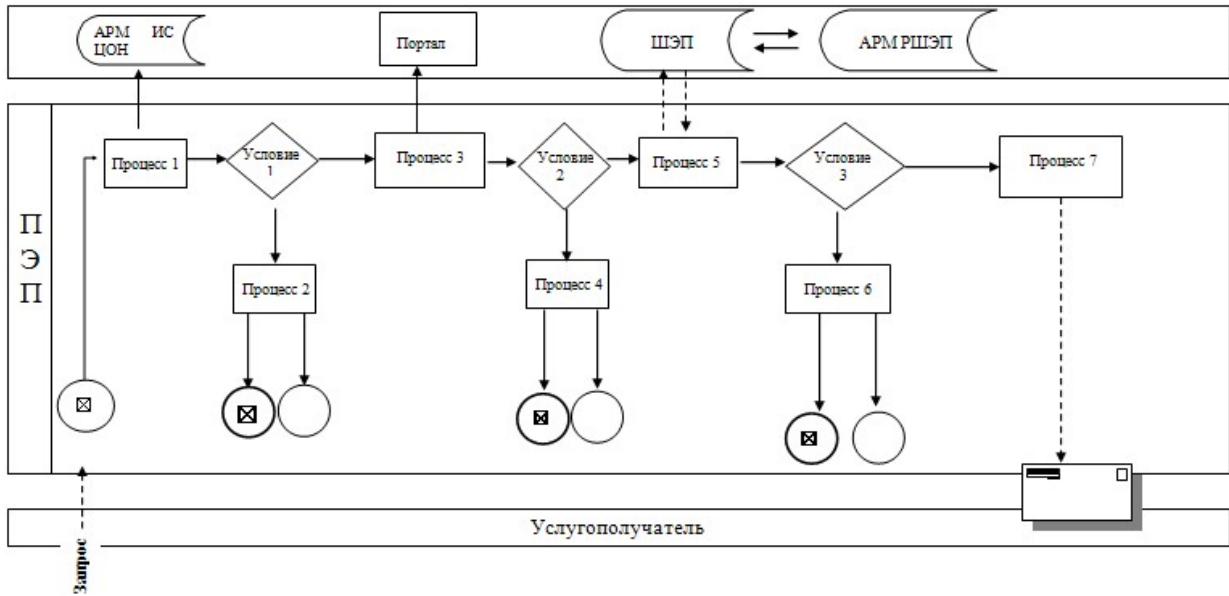 АРМ ИС
ЦОН
Портал
ШЭП
АРМ РШЭП
Процесс 1
Условие
1
Процесс 3
Условие
2
Процесс 5
Условие
3
Процесс 7
П
Э
П
Процесс 2
Процесс 4
Процесс 6
Услугополучатель
Запрос